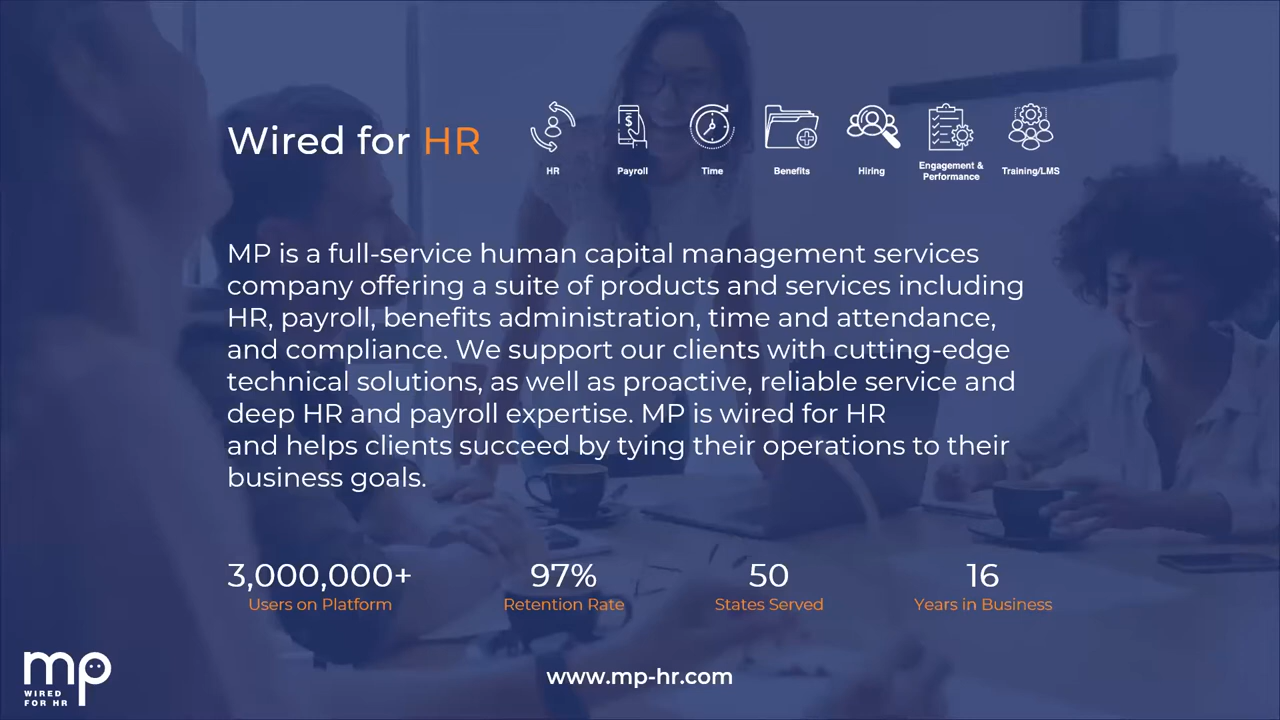 Wired for HR
HR
Payroll
Time
Benefits
Hiring
Engagement &
Performance
Training/LMS
MP is a full-service human capital management services
company offering a suite of products and services including
HR, payroll, benefits administration, time and attendance,
and compliance. We support our clients with cutting-edge
technical solutions, as well as proactive, reliable service and
deep HR and payroll expertise. MP is wired for HR
and helps clients succeed by tying their operations to their
business goals.
3,000,000+
Users on Platform
97%
Retention Rate
50
States Served
16
Years in Business
mp
WIRED
FOR HR
www.mp-hr.com